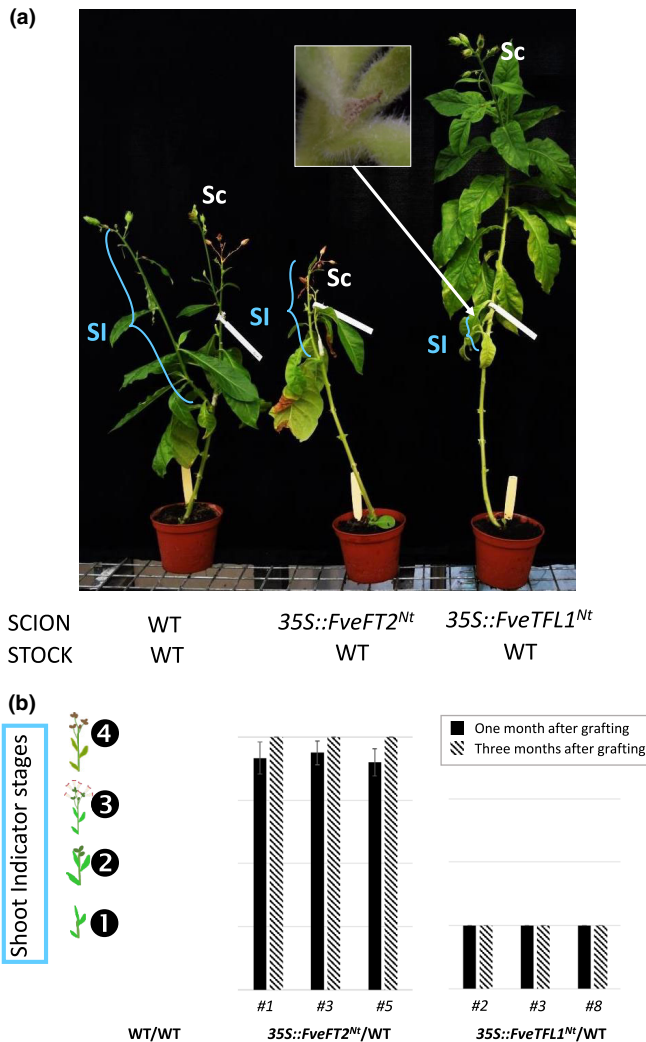 (a)
Sc
Sc
Sc
SI
SI
SI
SCION WT 35S::FveFT2Nt 35S::FveTFL1Nt
STOCK WT WT WT
(b)
Shoot Indicator stages
4
3
2
1
One month after grafting
Three months after grafting
#1 #3 #5 #2 #3 #8
WT/WT 35S::FveFT2Nt/WT 35S::FveTFL1Nt/WT